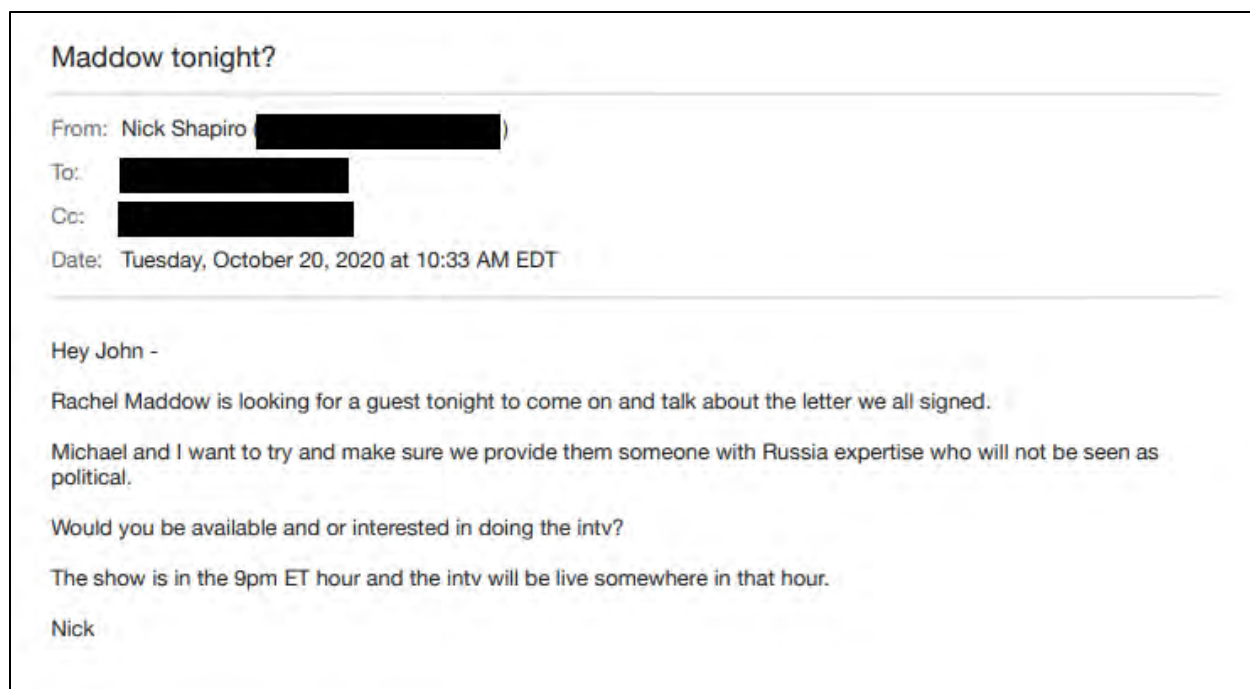 Maddow tonight?
From: Nick Shapiro ( )
To:
Cc:
Date: Tuesday, October 20, 2020 at 10:33 AM EDT
Hey John -
Rachel Maddow is looking for a guest tonight to come on and talk about the letter we all signed.
Michael and I want to try and make sure we provide them someone with Russia expertise who will not be seen as
political.
Would you be available and or interested in doing the intv?
The show is in the 9pm ET hour and the intv will be live somewhere in that hour.
Nick